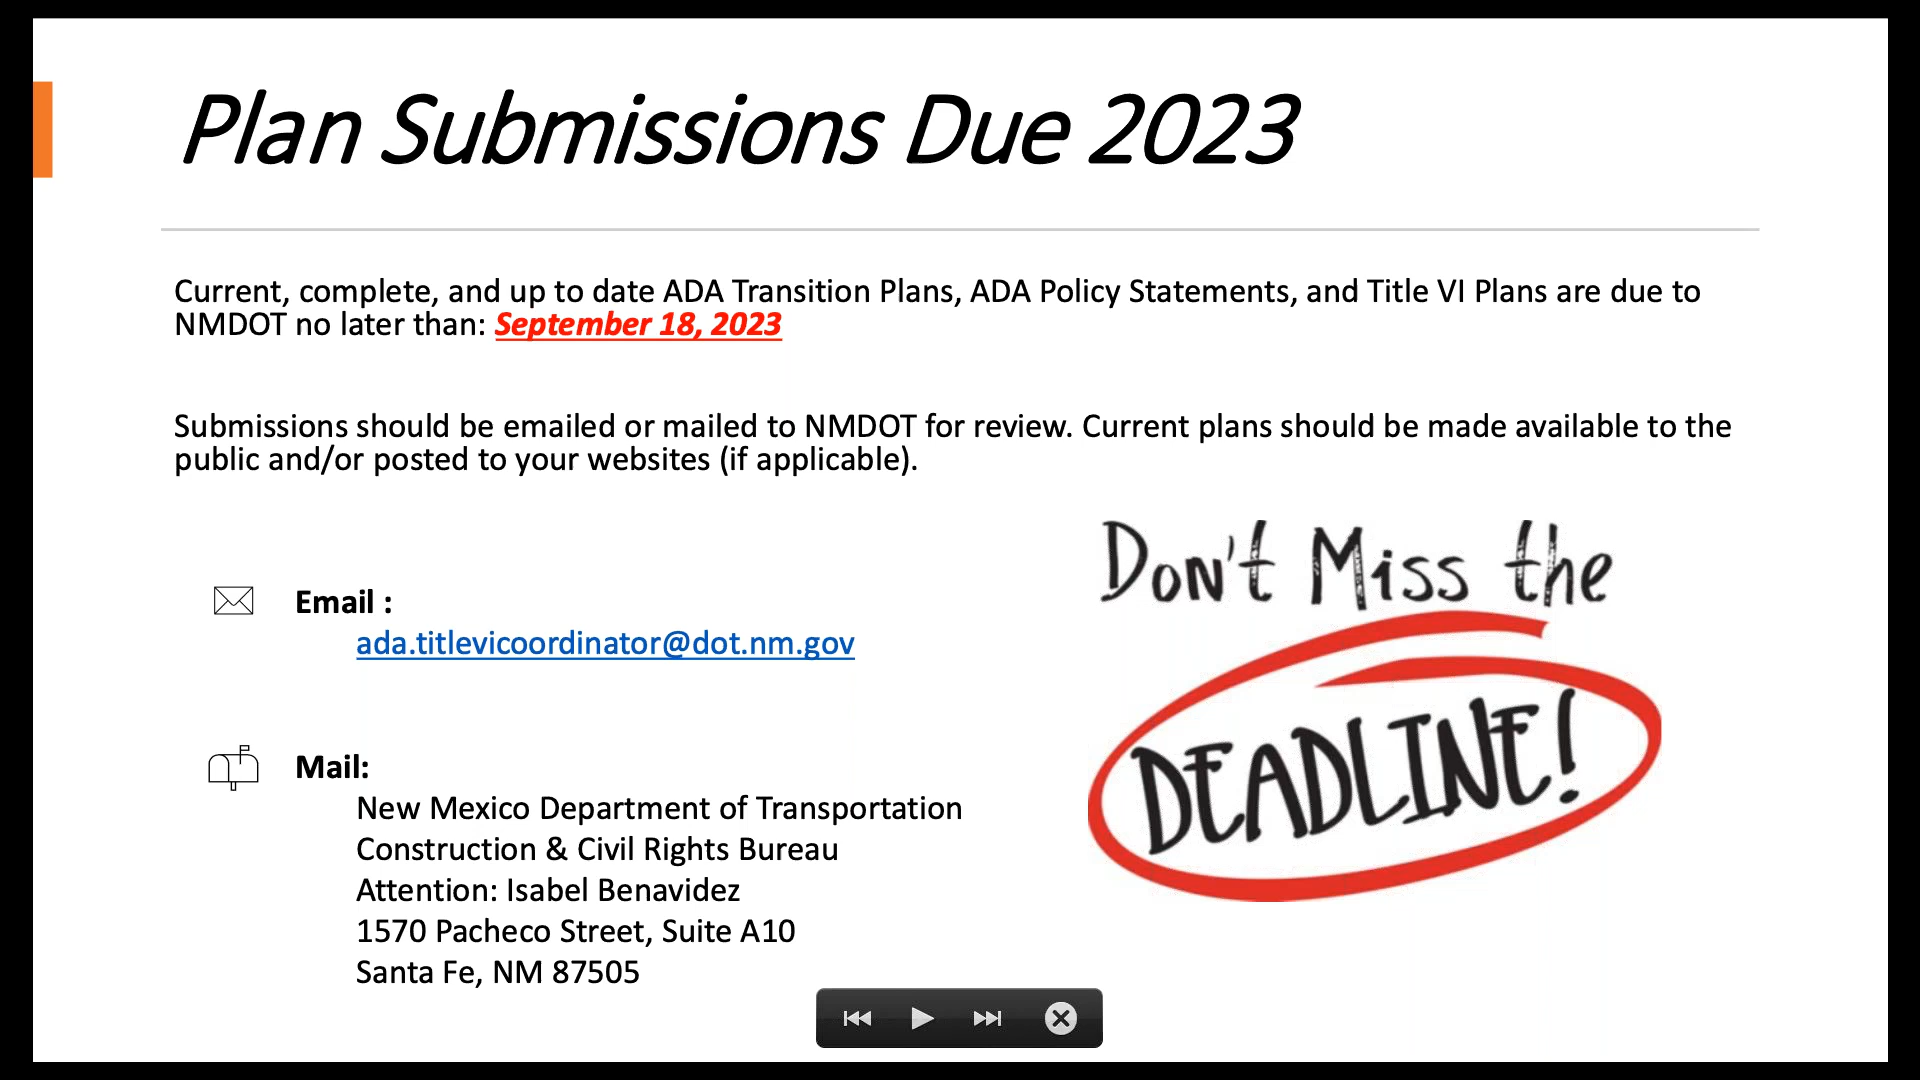 Plan Submissions Due 2023
Current, complete, and up to date ADA Transition Plans, ADA Policy Statements, and Title VI Plans are due to
NMDOT no later than: September 18, 2023
Submissions should be emailed or mailed to NMDOT for review. Current plans should be made available to the
public and/or posted to your websites (if applicable).
Email :
ada.titlevicoordinator@dot.nm.gov
Mail:
New Mexico Department of Transportation
Construction & Civil Rights Bureau
Attention: Isabel Benavidez
1570 Pacheco Street, Suite A10
Santa Fe, NM 87505
Don't Miss the
DEADLINE!